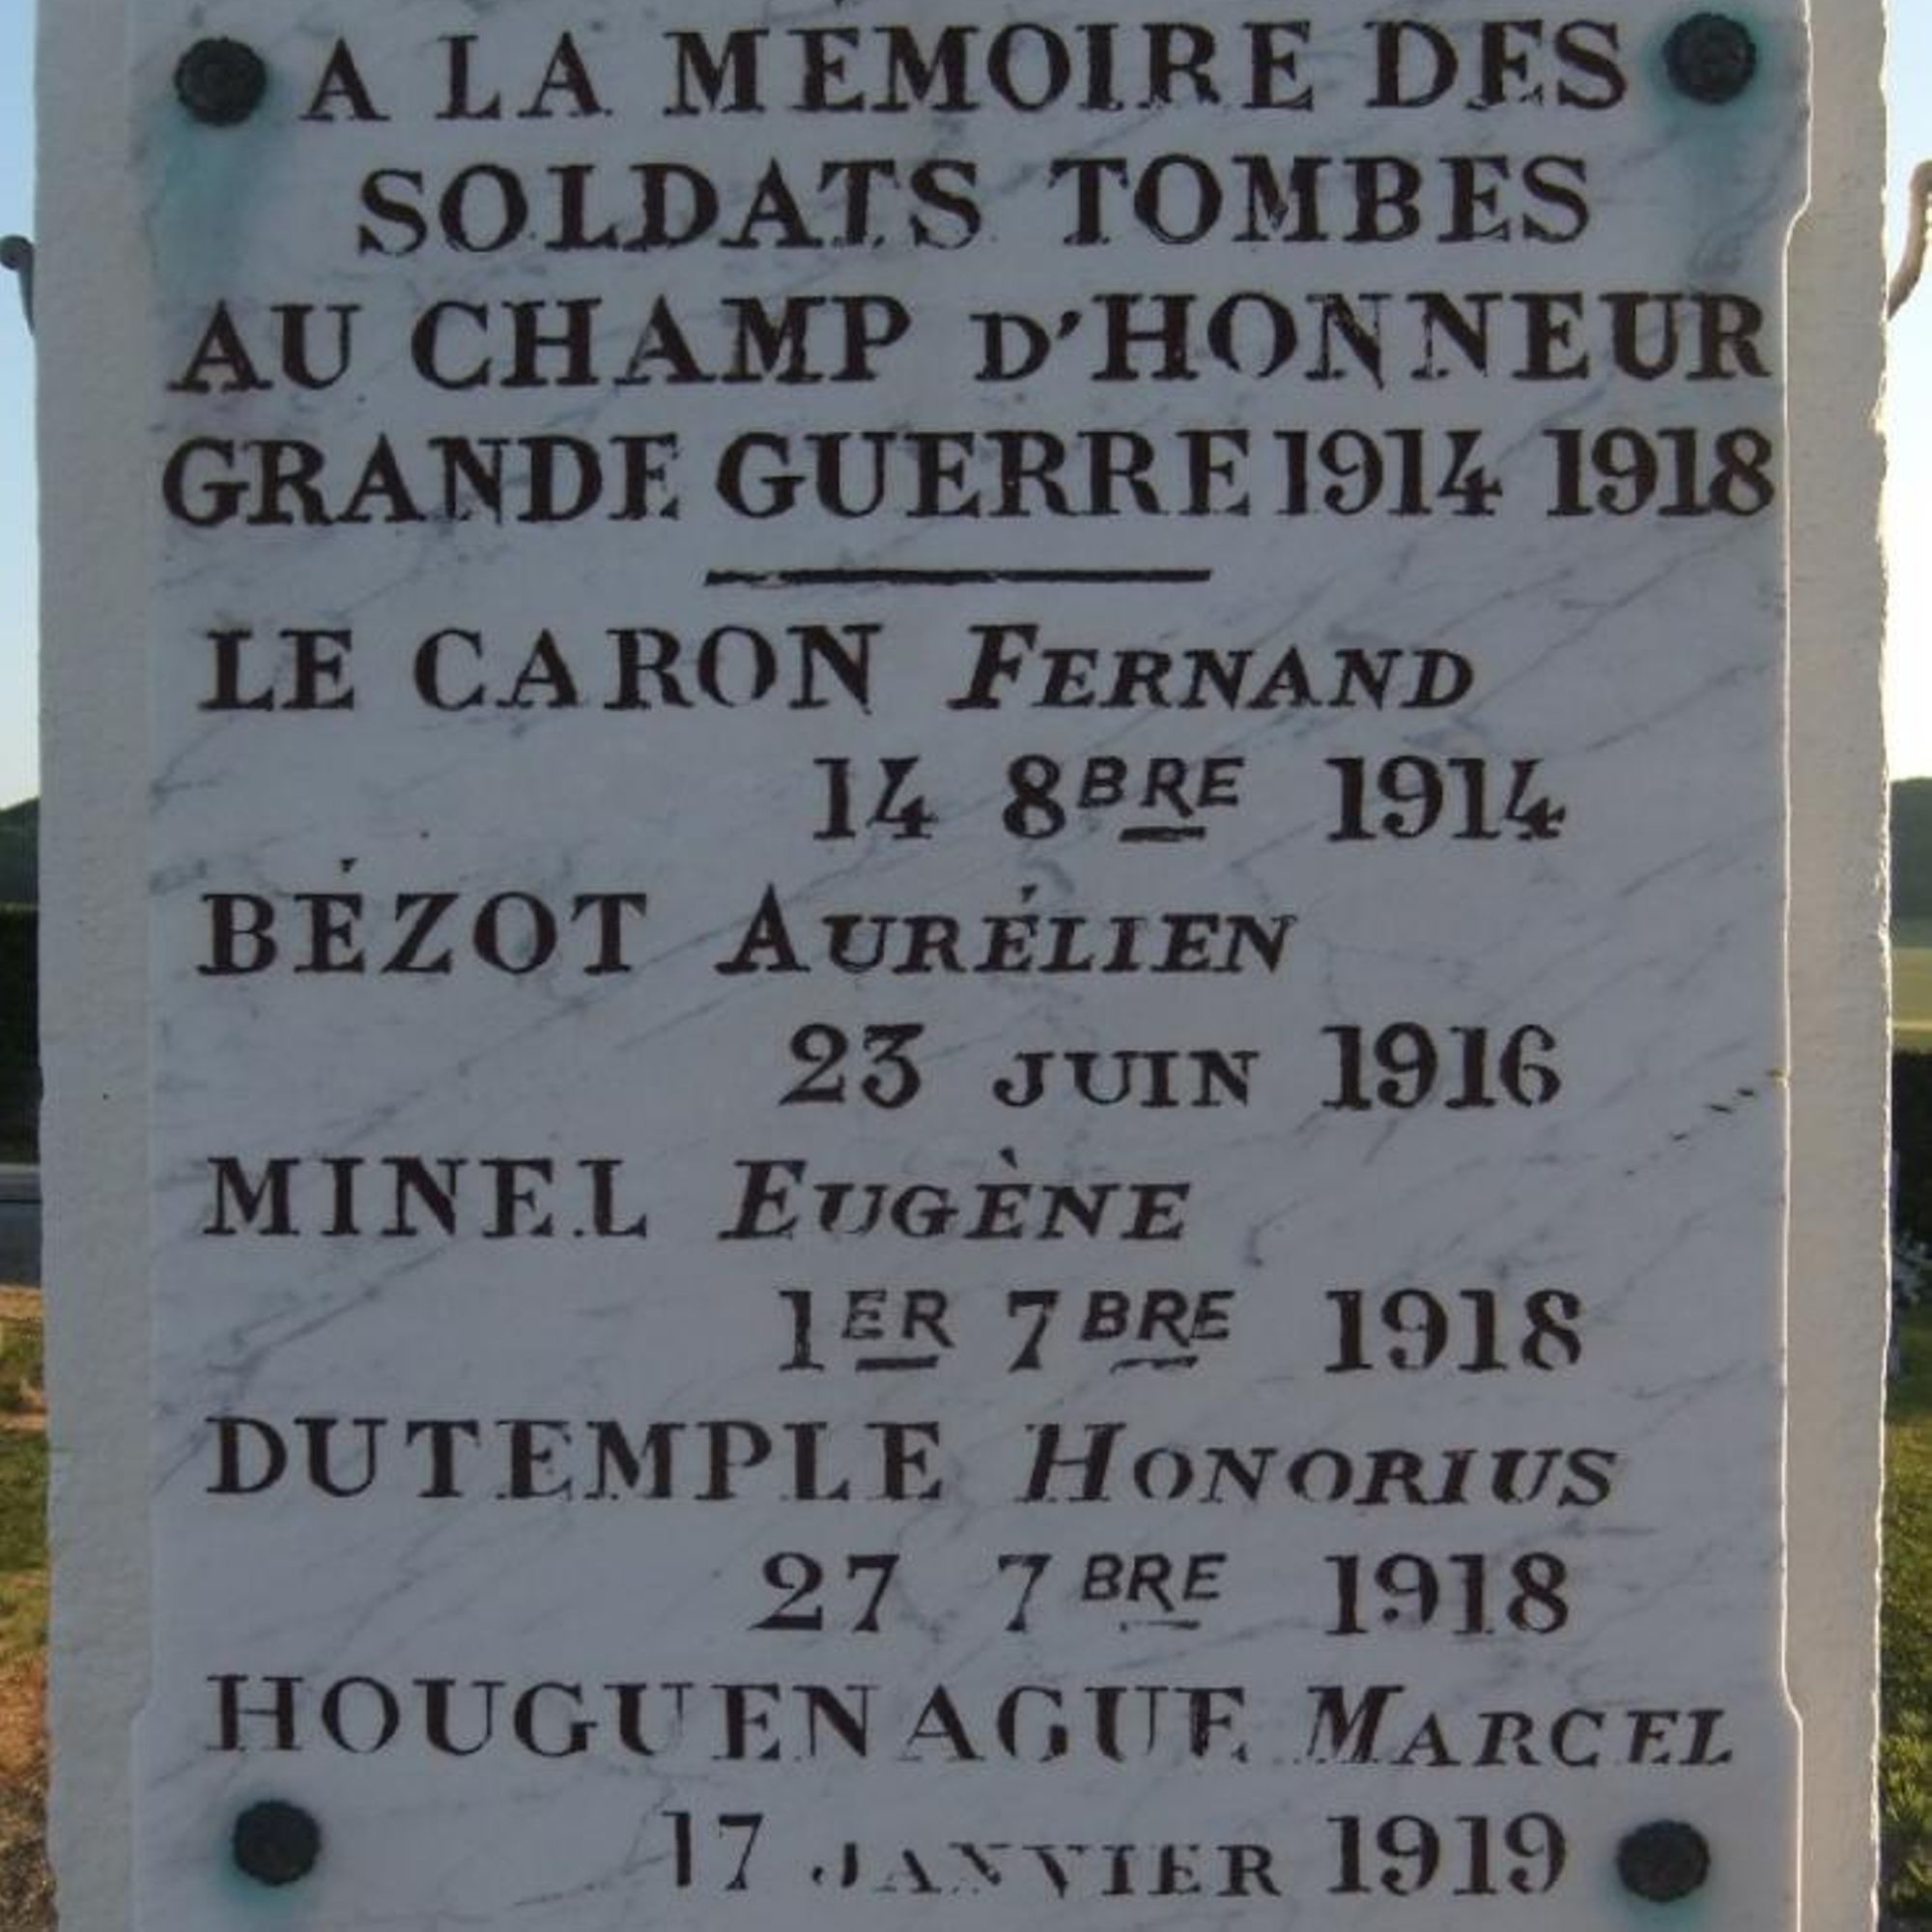 A LA MEMOIRE DES
SOLDATS TOMBES
AU CHAMP D'HONNEUR
GRANDE GUERRE 1914 1918
LE CARON FERNAND
14 8BRE 1914
BÉZOT AURÉLIEN
23 JUIN 1916
MINEL EUGÈNE
1ER 7BRE 1918
DUTEMPLE HONORIUS
27 7BRE 1918
HOUGUENAGUE MARCEL
17 JANVIER 1919